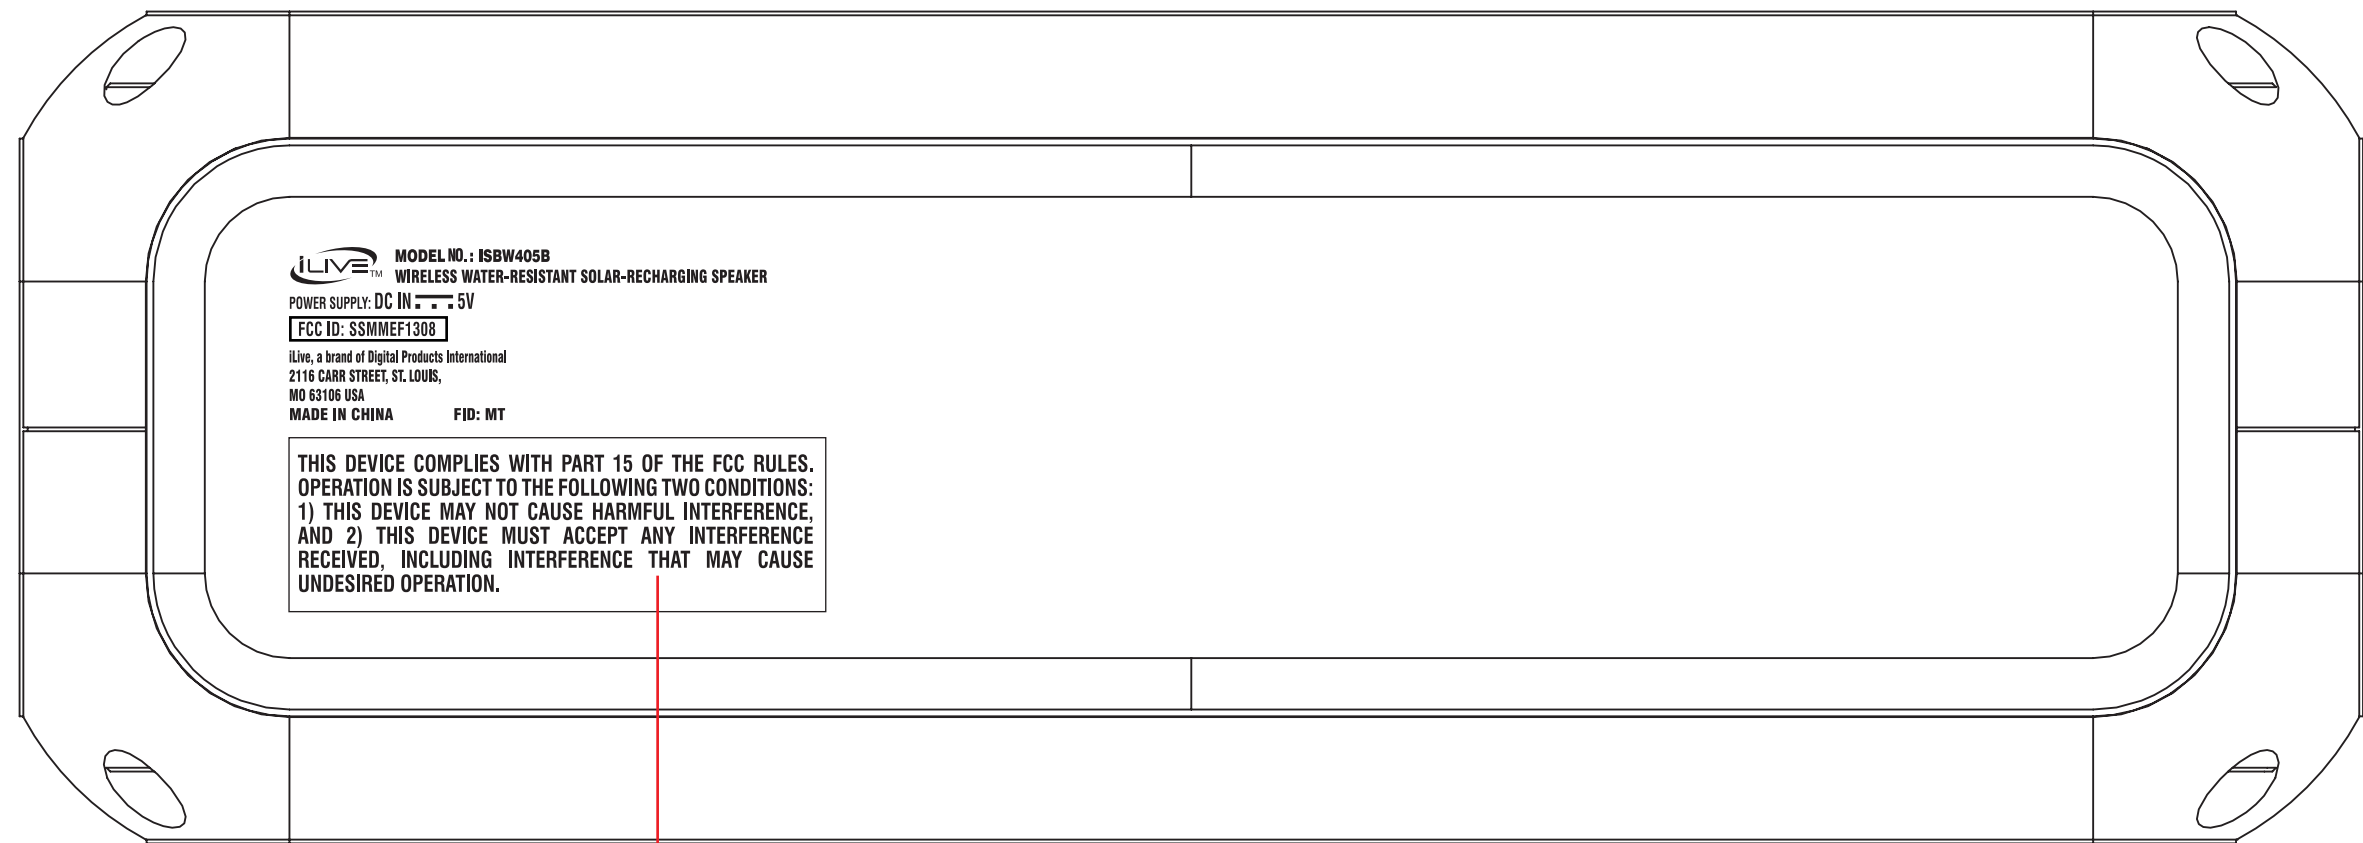 iLIVE™ MODEL NO.: ISBW405B
WIRELESS WATER-RESISTANT SOLAR-RECHARGING SPEAKER
POWER SUPPLY: DC IN 5V
FCC ID: SSMMEF1308
iLive, a brand of Digital Products International
2116 CARR STREET, ST. LOUIS,
MO 63106 USA
MADE IN CHINA FID: MT
THIS DEVICE COMPLIES WITH PART 15 OF THE FCC RULES.
OPERATION IS SUBJECT TO THE FOLLOWING TWO CONDITIONS:
1) THIS DEVICE MAY NOT CAUSE HARMFUL INTERFERENCE,
AND 2) THIS DEVICE MUST ACCEPT ANY INTERFERENCE
RECEIVED, INCLUDING INTERFERENCE THAT MAY CAUSE
UNDESIRED OPERATION.